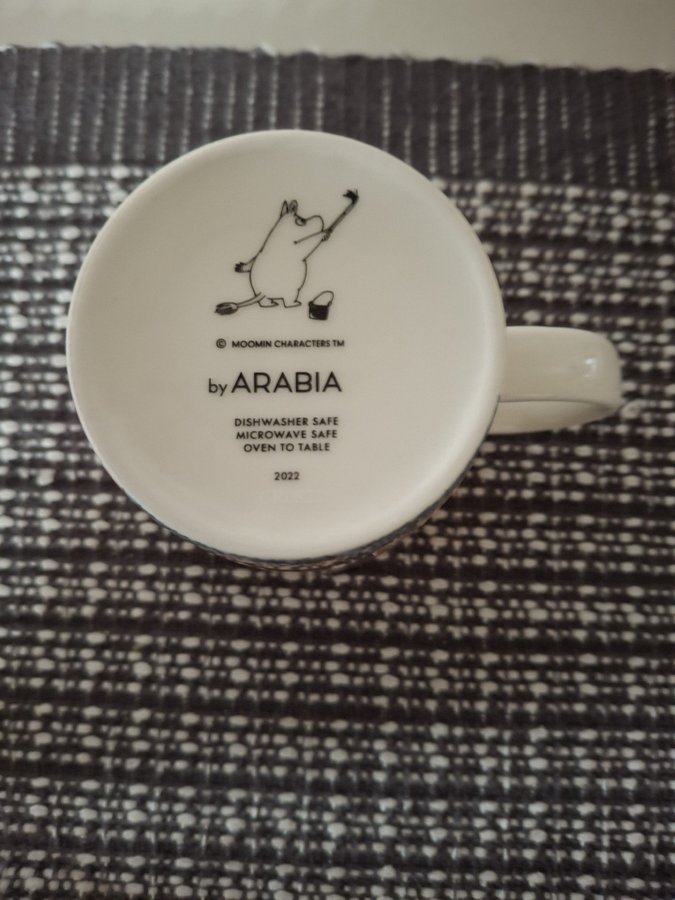 © MOOMIN CHARACTERS TM
by ARABIA
DISHWASHER SAFE
MICROWAVE SAFE
OVEN TO TABLE
2022